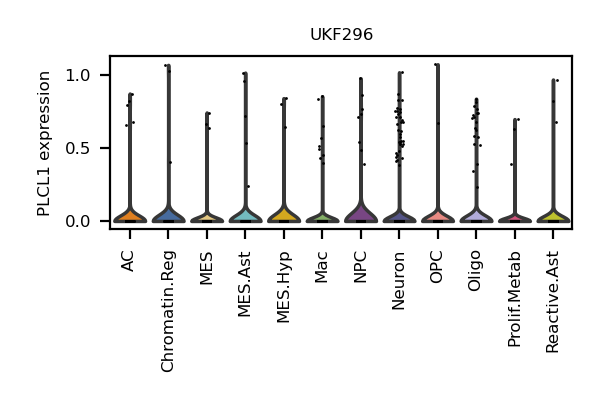 UKF296
PLCL1 expression
1.0
0.5
0.0
AC
Chromatin.Reg
MES
MES.Ast
MES.Hyp
Mac
NPC
Neuron
OPC
Oligo
Prolif.Metab
Reactive.Ast